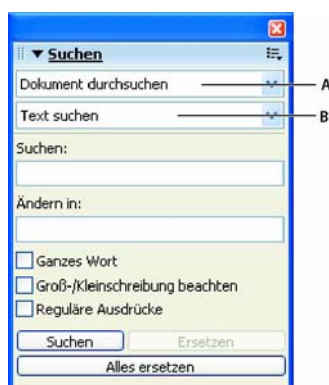 Suchen
Dokument durchsuchen
A
Text suchen
B
Suchen:
Ändern in:
Ganzes Wort
Groß-/Kleinschreibung beachten
Reguläre Ausdrücke
Suchen Ersetzen
Alles ersetzen